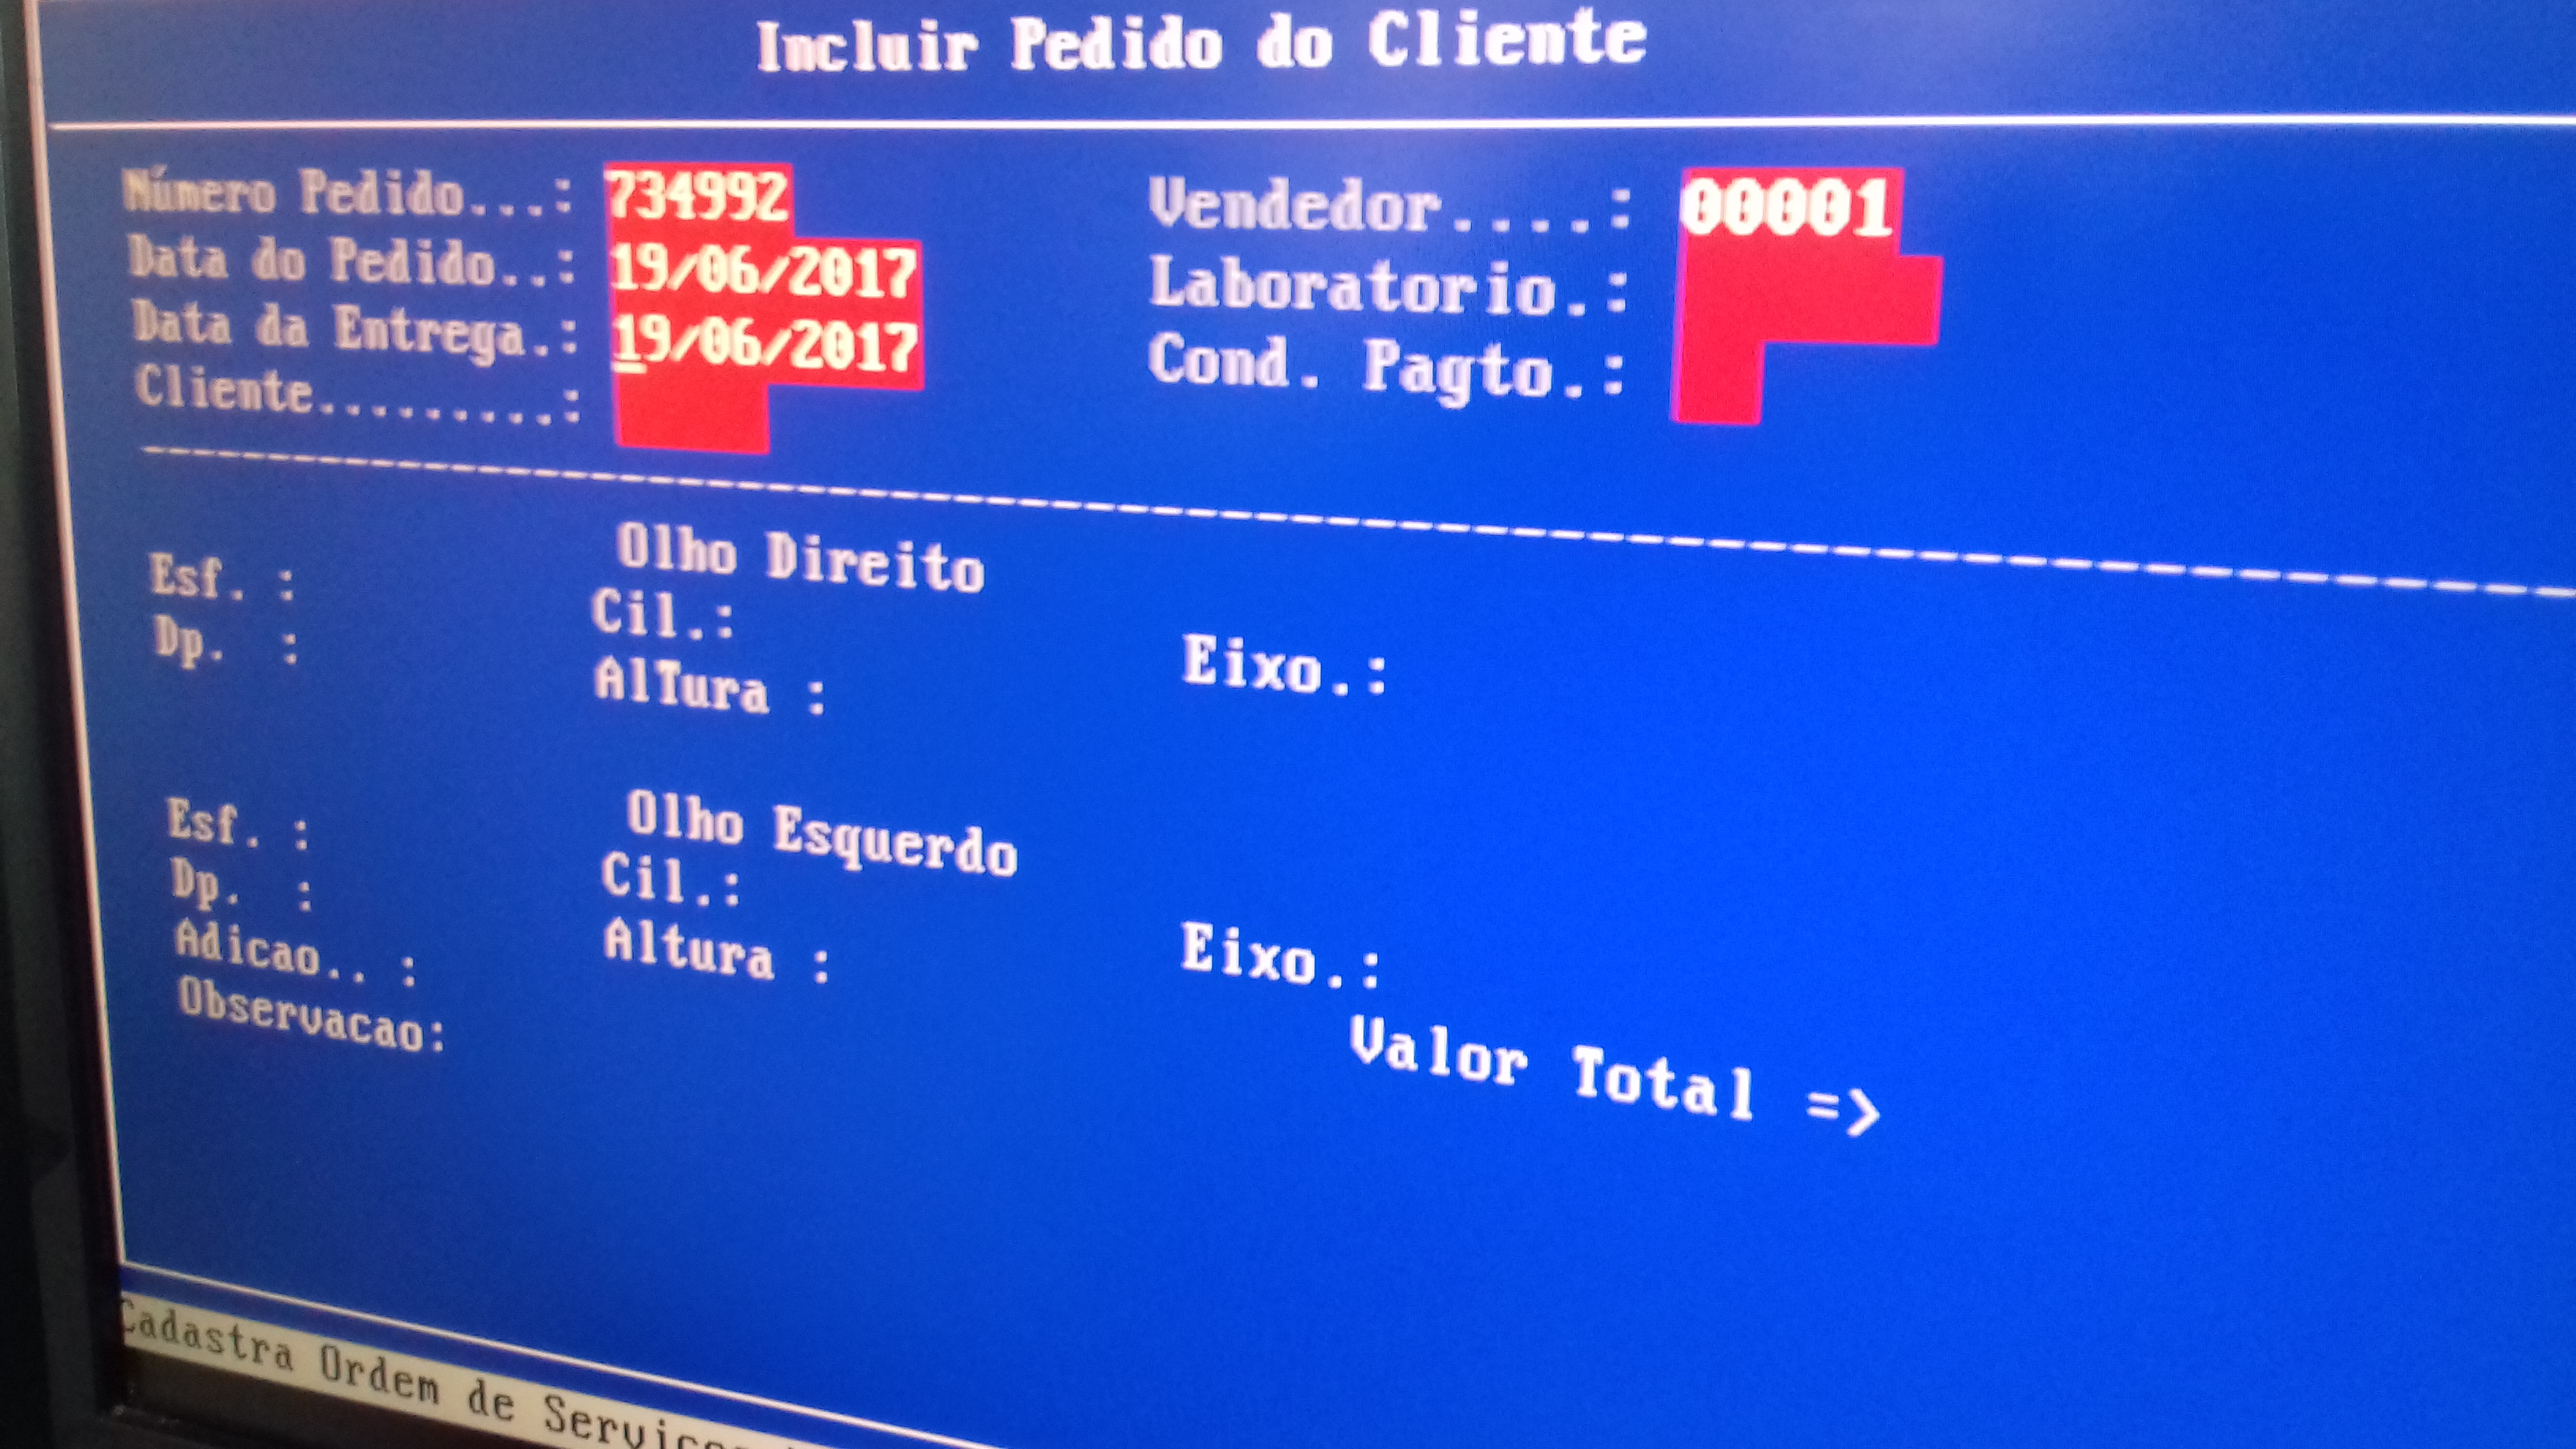 Incluir Pedido do Cliente
Número Pedido...: 734992 Vendedor....: 00001
Data do Pedido..: 19/06/2017 Laboratorio.:
Data da Entrega.: 19/06/2017 Cond. Pagto.:
Cliente.........:
Olho Direito
Esf. : Cil.: Eixo.:
Dp. : AlTura :
Olho Esquerdo
Esf. : Cil.: Eixo.:
Dp. : Altura :
Adicao.. :
Observacao: Valor Total =>
Cadastra Ordem de